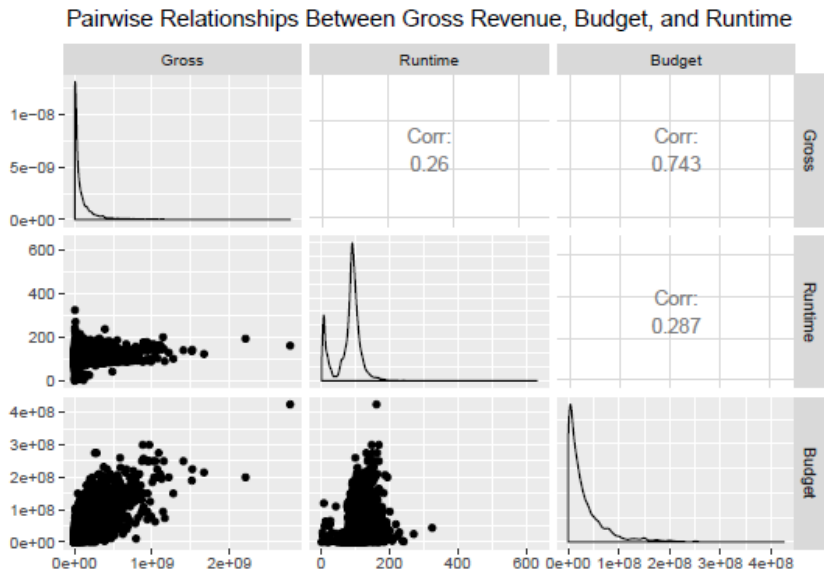 Pairwise Relationships Between Gross Revenue, Budget, and Runtime
Gross Runtime Budget
1e−08
5e−09
0e+00
Corr:
0.26
Corr:
0.743
Gross
600
400
200
0
Corr:
0.287
Runtime
4e+08
3e+08
2e+08
1e+08
0e+00
Budget
0e+00 1e+09 2e+09 0 200 400 600 0e+00 1e+08 2e+08 3e+08 4e+08